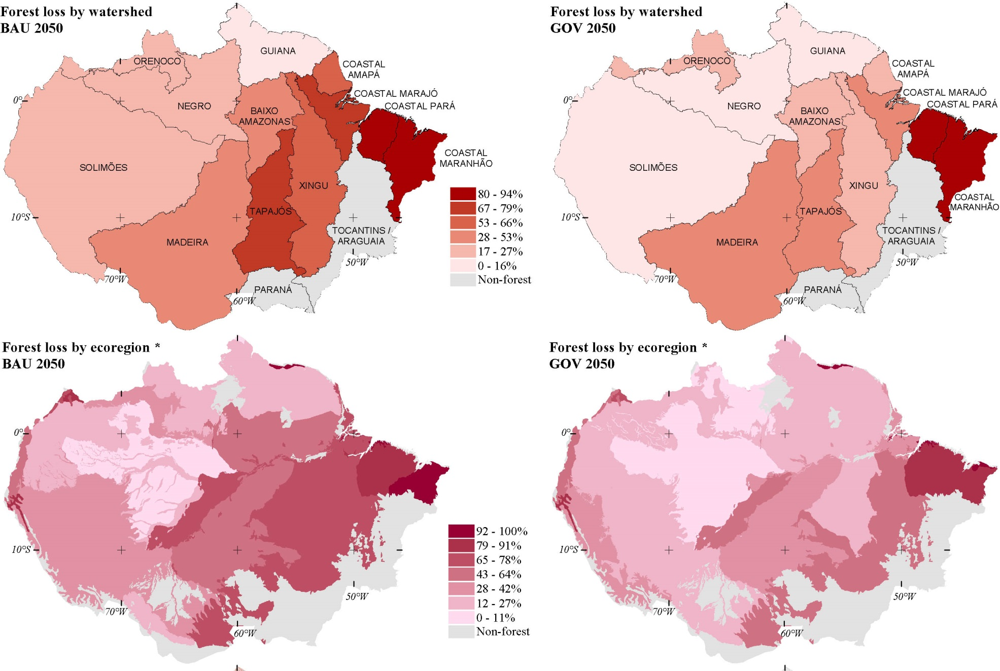 Forest loss by watershed
BAU 2050
GUIANA
ORENOCO
COASTAL
AMAPÁ
COASTAL MARAJÓ
COASTAL PARÁ
0°
NEGRO
BAIXO
AMAZONAS
COASTAL
MARANHÃO
SOLIMÕES
XINGU
TAPAJÓS
10°S
MADEIRA
TOCANTINS /
ARAGUAIA
50°W
70°W
PARANÁ
60°W
80 - 94%
67 - 79%
53 - 66%
28 - 53%
17 - 27%
0 - 16%
Non-forest
Forest loss by watershed
GOV 2050
GUIANA
ORENOCO
COASTAL
AMAPÁ
COASTAL MARAJÓ
COASTAL PARÁ
0°
NEGRO
BAIXO
AMAZONAS
SOLIMÕES
XINGU
COASTAL
MARANHÃO
TAPAJÓS
10°S
MADEIRA
TOCANTINS /
ARAGUAIA
50°W
70°W
PARANÁ
60°W
Forest loss by ecoregion *
BAU 2050
0°
10°S
50°W
70°W
60°W
92 - 100%
79 - 91%
65 - 78%
43 - 64%
28 - 42%
12 - 27%
0 - 11%
Non-forest
Forest loss by ecoregion *
GOV 2050
0°
10°S
50°W
70°W
60°W